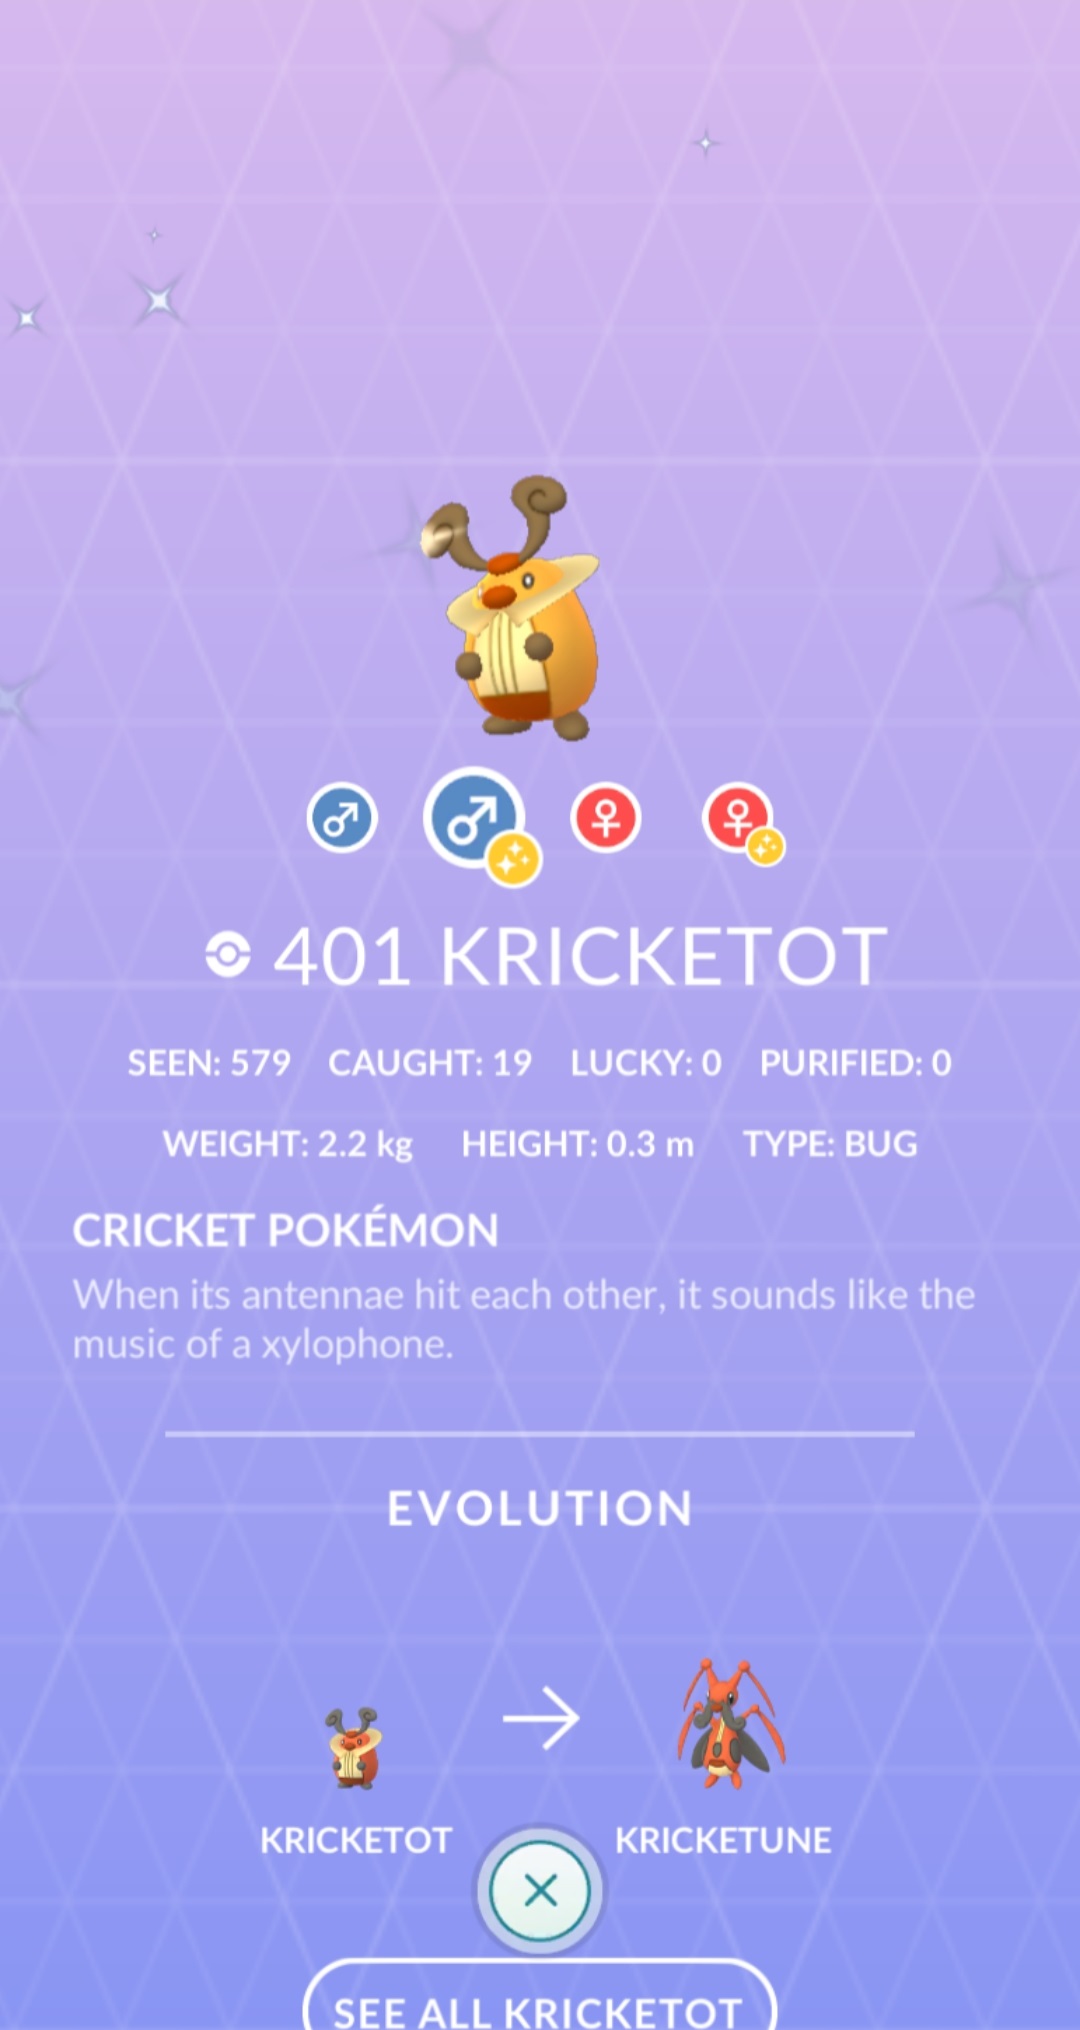 401 KRICKETOT
SEEN: 579 CAUGHT: 19 LUCKY: 0 PURIFIED: 0
WEIGHT: 2.2 kg HEIGHT: 0.3 m TYPE: BUG
CRICKET POKÉMON
When its antennae hit each other, it sounds like the
music of a xylophone.
EVOLUTION
KRICKETOT KRICKETUNE
SEE ALL KRICKETOT